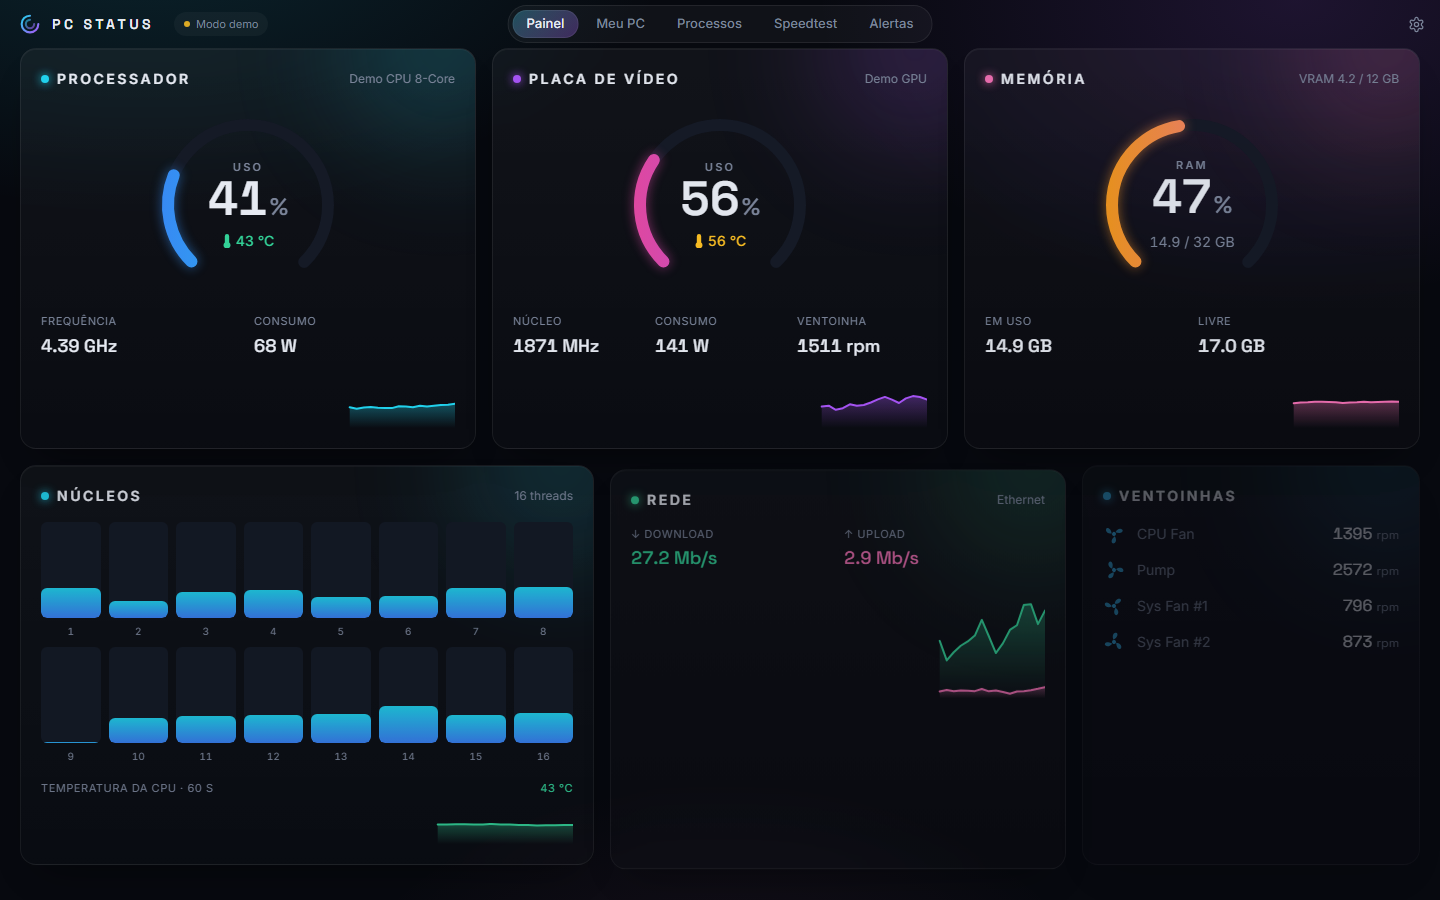 PC STATUS
Modo demo
Painel
Meu PC
Processos
Speedtest
Alertas
PROCESSADOR
Demo CPU 8-Core
USO
41%
43 °C
FREQUÊNCIA
CONSUMO
4.39 GHz
68 W
PLACA DE VÍDEO
Demo GPU
USO
56%
56 °C
NÚCLEO
CONSUMO
VENTOINHA
1871 MHz
141 W
1511 rpm
MEMÓRIA
VRAM 4.2 / 12 GB
RAM
47%
14.9 / 32 GB
EM USO
LIVRE
14.9 GB
17.0 GB
NÚCLEOS
16 threads
1 2 3 4 5 6 7 8
9 10 11 12 13 14 15 16
TEMPERATURA DA CPU · 60 S
43 °C
REDE
Ethernet
↓ DOWNLOAD
↑ UPLOAD
27.2 Mb/s
2.9 Mb/s
VENTOINHAS
CPU Fan 1395 rpm
Pump 2572 rpm
Sys Fan #1 796 rpm
Sys Fan #2 873 rpm